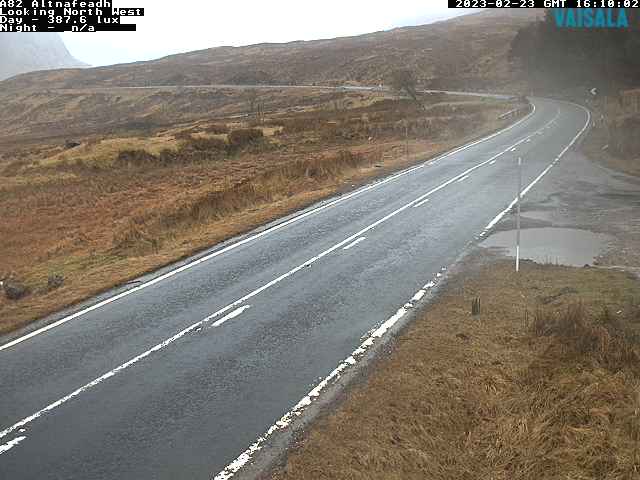 A82 Altnafeadh
2023-02-23 GMT 16:10:02
Looking North West
VAISALA
Day - 387.6 lux
Night - n/a